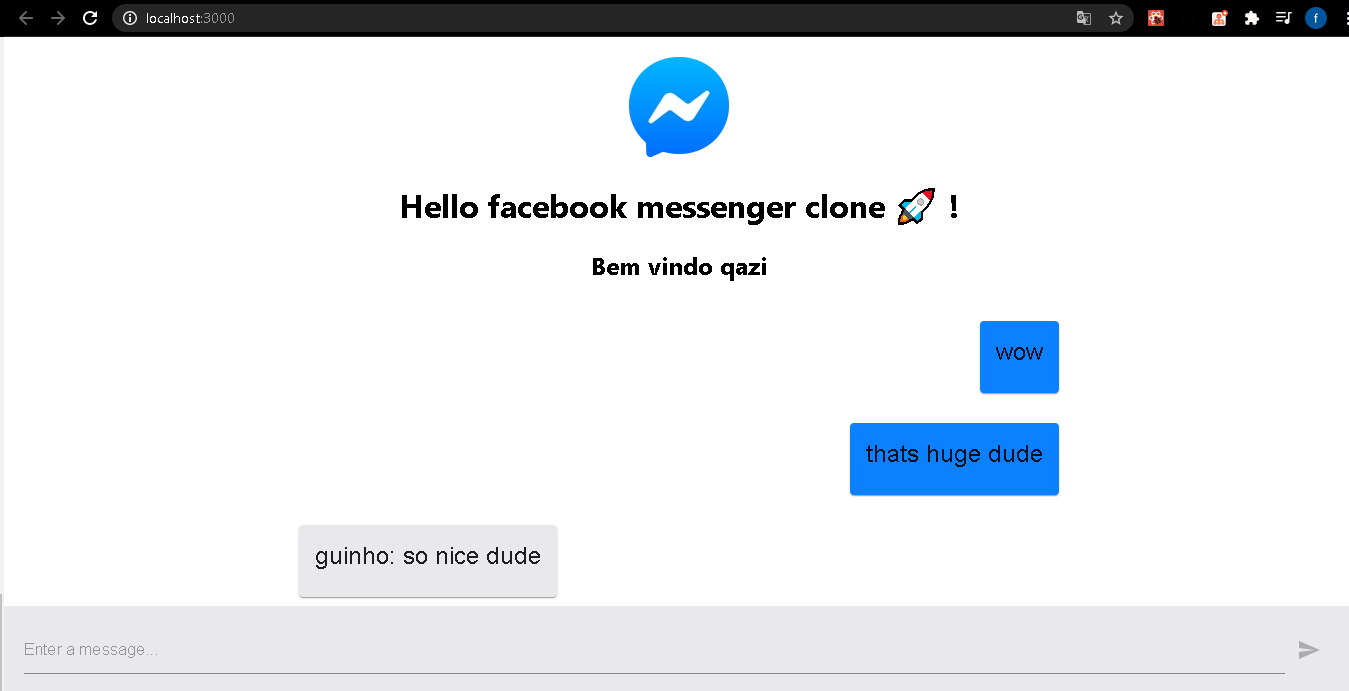 localhost:3000
f
Hello facebook messenger clone 🚀 !
Bem vindo qazi
wow
thats huge dude
guinho: so nice dude
Enter a message...